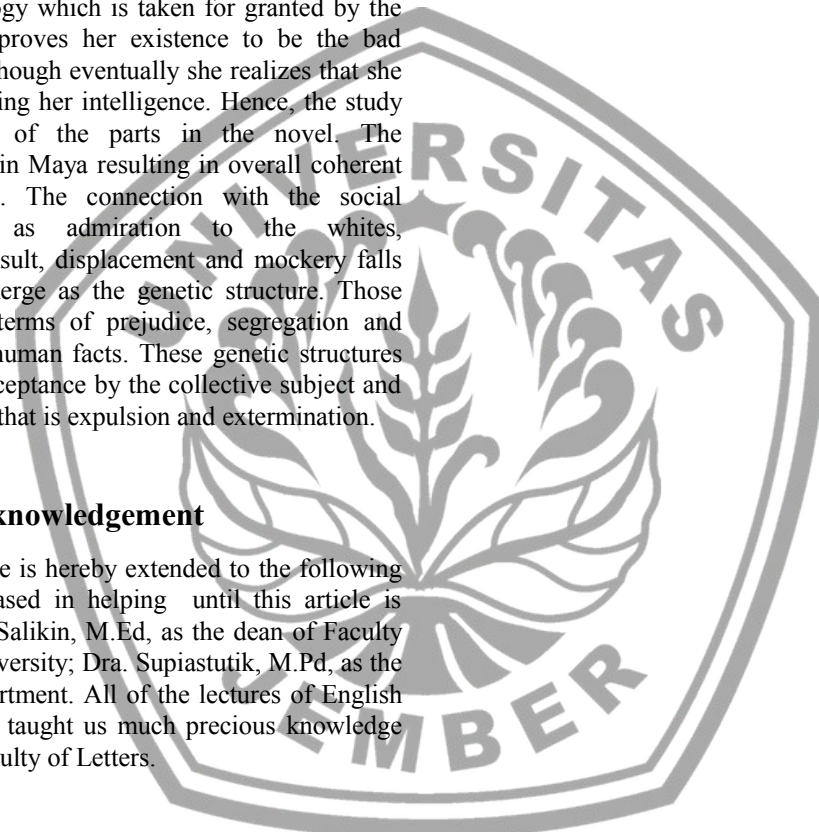 ogy which is taken for granted by the
proves her existence to be the bad
though eventually she realizes that she
ing her intelligence. Hence, the study
of the parts in the novel. The
in Maya resulting in overall coherent
. The connection with the social
as admiration to the whites,
sult, displacement and mockery falls
erge as the genetic structure. Those
terms of prejudice, segregation and
human facts. These genetic structures
ceptance by the collective subject and
that is expulsion and extermination.
knowledgement
e is hereby extended to the following
ased in helping until this article is
Salikin, M.Ed, as the dean of Faculty
versity; Dra. Supiastutik, M.Pd, as the
artment. All of the lectures of English
taught us much precious knowledge
ulty of Letters.
UNIVERSITAS
JEMBER